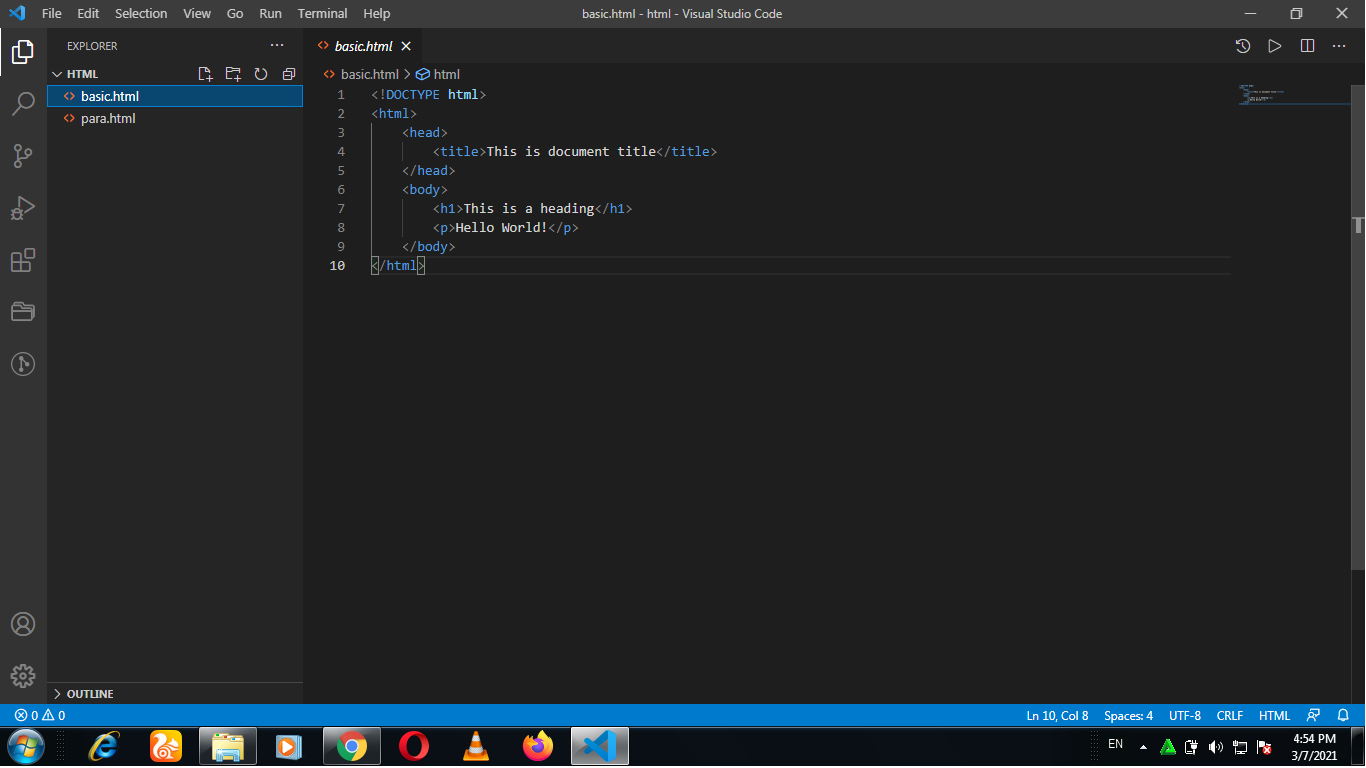 File Edit Selection View Go Run Terminal Help
basic.html - html - Visual Studio Code
EXPLORER
HTML
basic.html
para.html
OUTLINE
basic.html
basic.html > html
1 <!DOCTYPE html>
2 <html>
3 <head>
4 <title>This is document title</title>
5 </head>
6 <body>
7 <h1>This is a heading</h1>
8 <p>Hello World!</p>
9 </body>
10 </html>
0 0
Ln 10, Col 8 Spaces: 4 UTF-8 CRLF HTML
EN
4:54 PM
3/7/2021